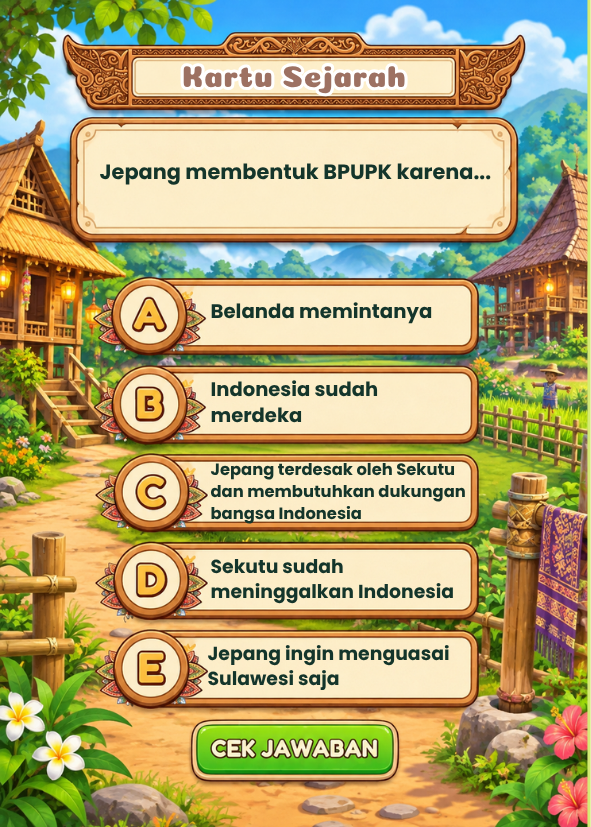 Kartu Sejarah
Jepang membentuk BPUPK karena...
A
Belanda memintanya
B
Indonesia sudah
merdeka
C
Jepang terdesak oleh Sekutu
dan membutuhkan dukungan
bangsa Indonesia
D
Sekutu sudah
meninggalkan Indonesia
E
Jepang ingin menguasai
Sulawesi saja
CEK JAWABAN